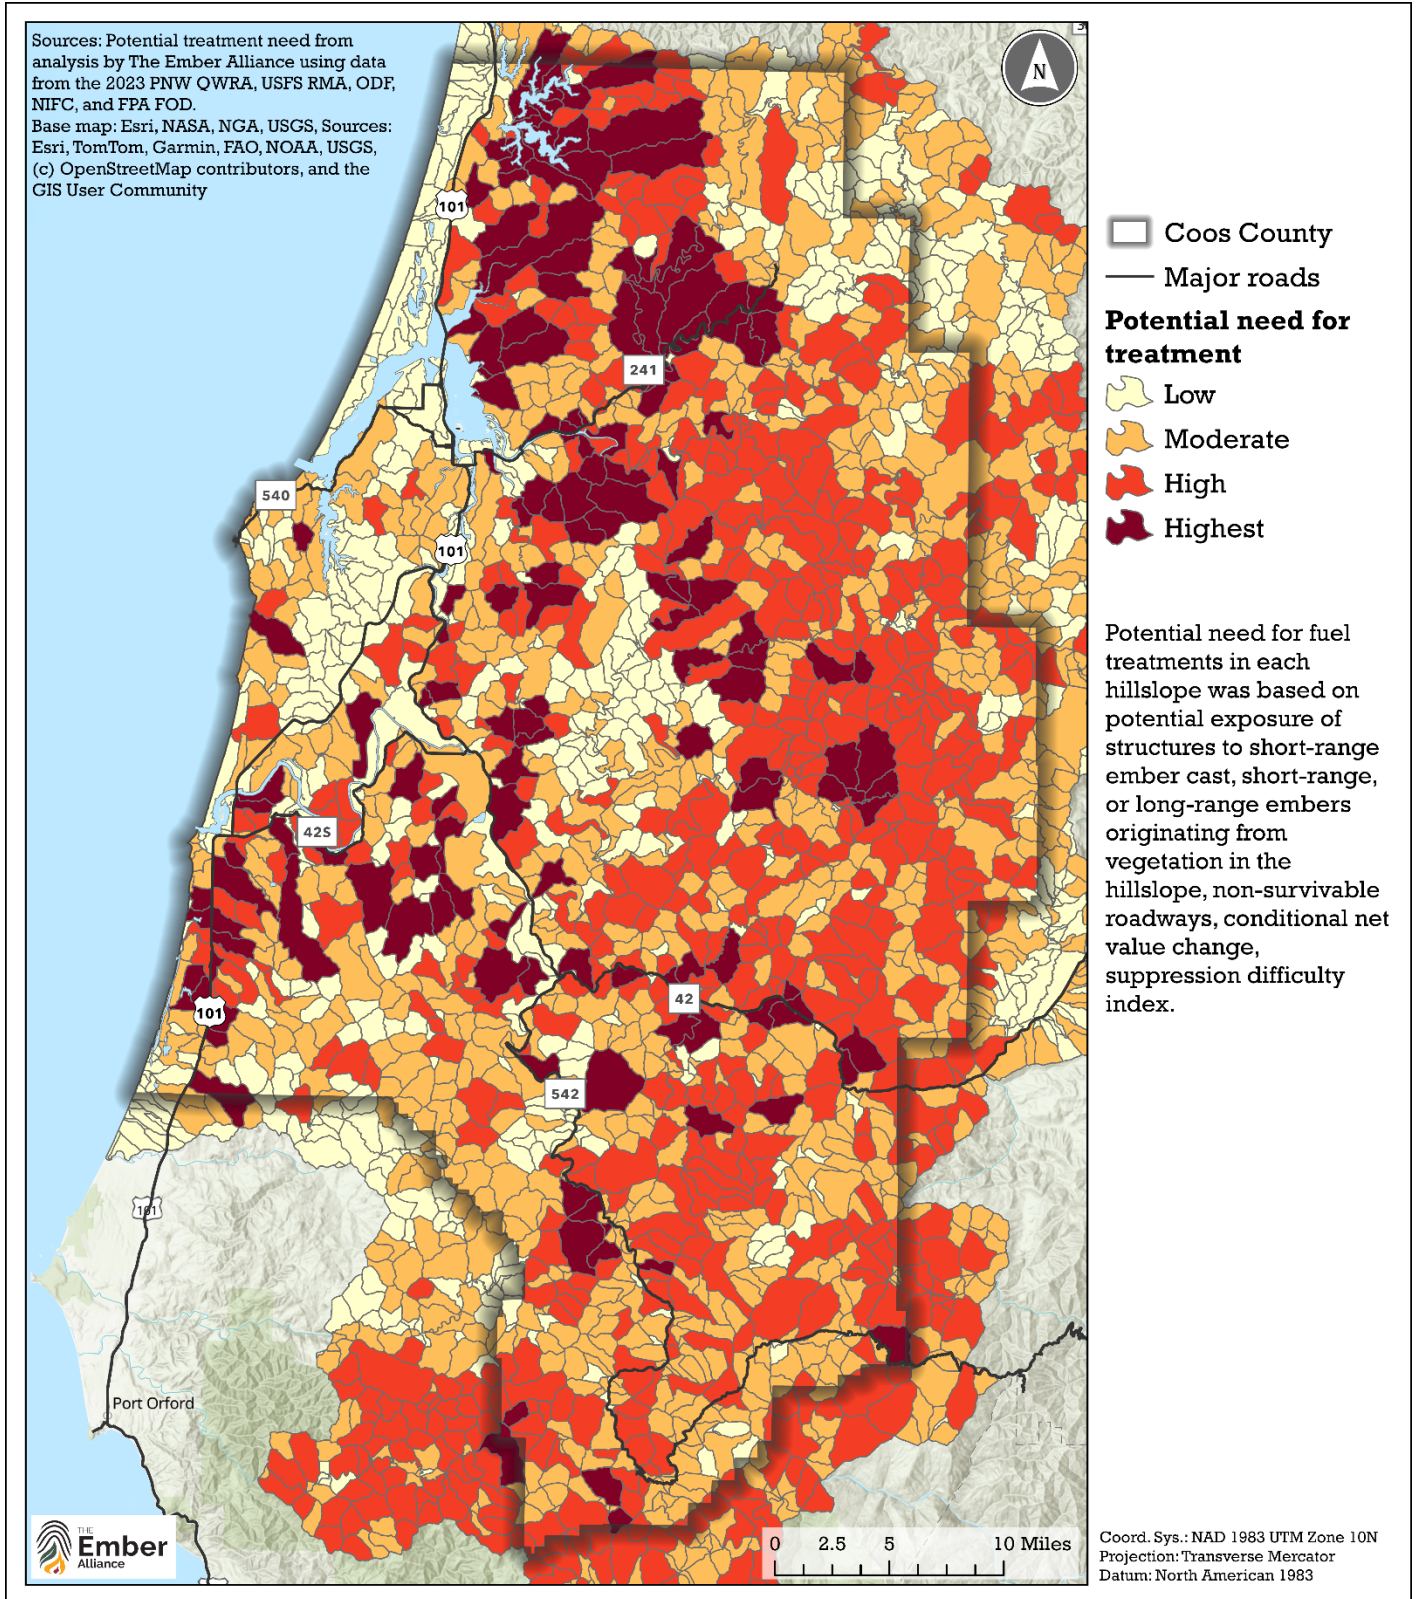 Sources: Potential treatment need from
analysis by The Ember Alliance using data
from the 2023 PNW QWRA, USFS RMA, ODF,
NIFC, and FPA FOD.
Base map: Esri, NASA, NGA, USGS, Sources:
Esri, TomTom, Garmin, FAO, NOAA, USGS,
(c) OpenStreetMap contributors, and the
GIS User Community
N
101
241
540
101
42S
42
101
542
101
Port Orford
THE
Ember
Alliance
0 2.5 5 10 Miles
Coos County
Major roads
Potential need for
treatment
Low
Moderate
High
Highest
Potential need for fuel
treatments in each
hillslope was based on
potential exposure of
structures to short-range
ember cast, short-range,
or long-range embers
originating from
vegetation in the
hillslope, non-survivable
roadways, conditional net
value change,
suppression difficulty
index.
Coord. Sys.: NAD 1983 UTM Zone 10N
Projection: Transverse Mercator
Datum: North American 1983